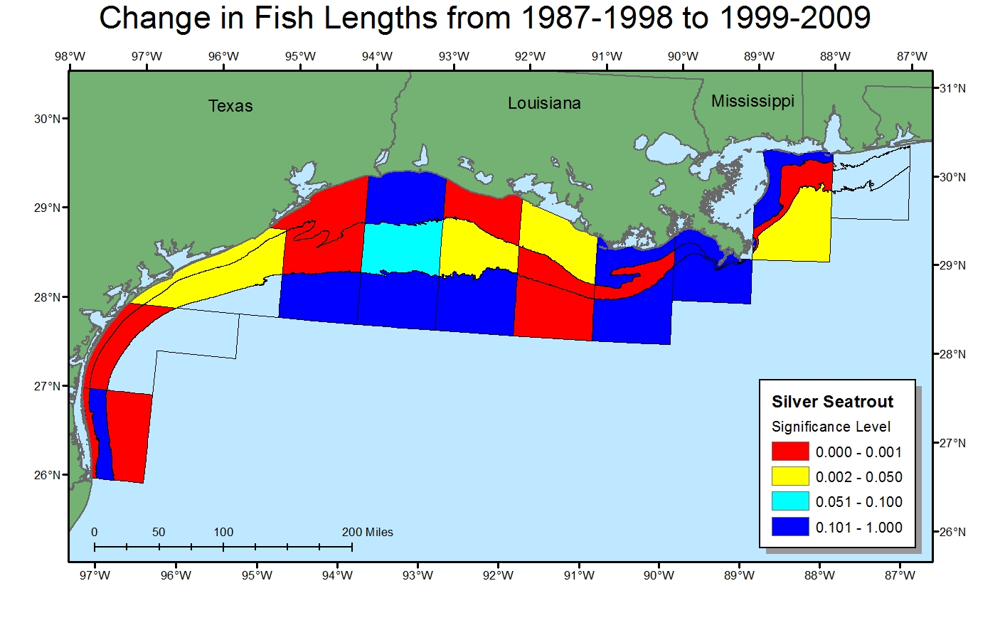 Change in Fish Lengths from 1987-1998 to 1999-2009
98°W 97°W 96°W 95°W 94°W 93°W 92°W 91°W 90°W 89°W 88°W 87°W
31°N
Texas
Louisiana
Mississippi
30°N
30°N
29°N
29°N
28°N
28°N
27°N
27°N
26°N
26°N
Silver Seatrout
Significance Level
0.000 - 0.001
0.002 - 0.050
0.051 - 0.100
0.101 - 1.000
0 50 100 200 Miles
97°W 96°W 95°W 94°W 93°W 92°W 91°W 90°W 89°W 88°W 87°W